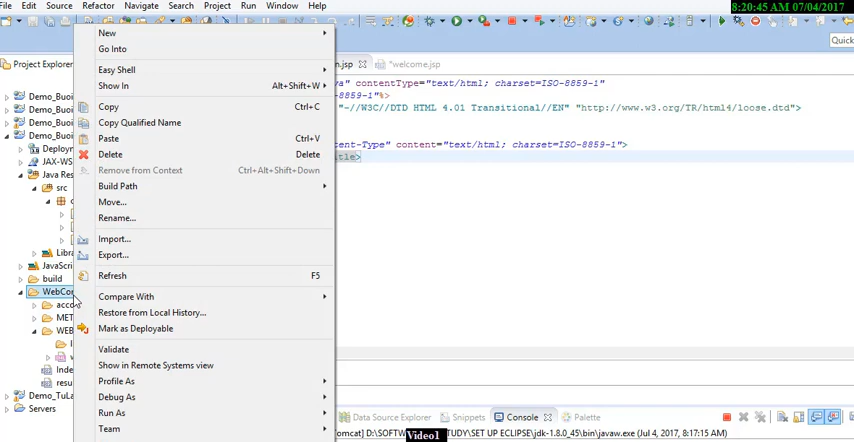 File Edit Source Refactor Navigate Search Project Run Window Help
8:20:45 AM 07/04/2017
Quick
Project Explorer
n.jsp *welcome.jsp
New
Go Into
Easy Shell
Show In Alt+Shift+W
Copy Ctrl+C
Copy Qualified Name
Paste Ctrl+V
Delete Delete
Remove from Context Ctrl+Alt+Shift+Down
Build Path
Move...
Rename...
Import...
Export...
Refresh F5
Compare With
Restore from Local History...
Mark as Deployable
Validate
Show in Remote Systems view
Profile As
Debug As
Run As
Team
Demo_Buoi
Demo_Buoi
Demo_Buoi
Demo_Buoi
Deploym
JAX-WS
Java Res
src
c
Libra
JavaScri
build
WebCon
acco
MET
WEB
l
w
Inde
resu
Demo_TuLa
Servers
va" contentType="text/html; charset=ISO-8859-1"
-8859-1"%>
"-//W3C//DTD HTML 4.01 Transitional//EN" "http://www.w3.org/TR/html4/loose.dtd">
tent-Type" content="text/html; charset=ISO-8859-1">
itle>
Data Source Explorer Snippets Console Palette
omcat] D:\SOFTW
STUDY\SET UP ECLIPSE\jdk-1.8.0_45\bin\javaw.exe (Jul 4, 2017, 8:17:15 AM)
Video1